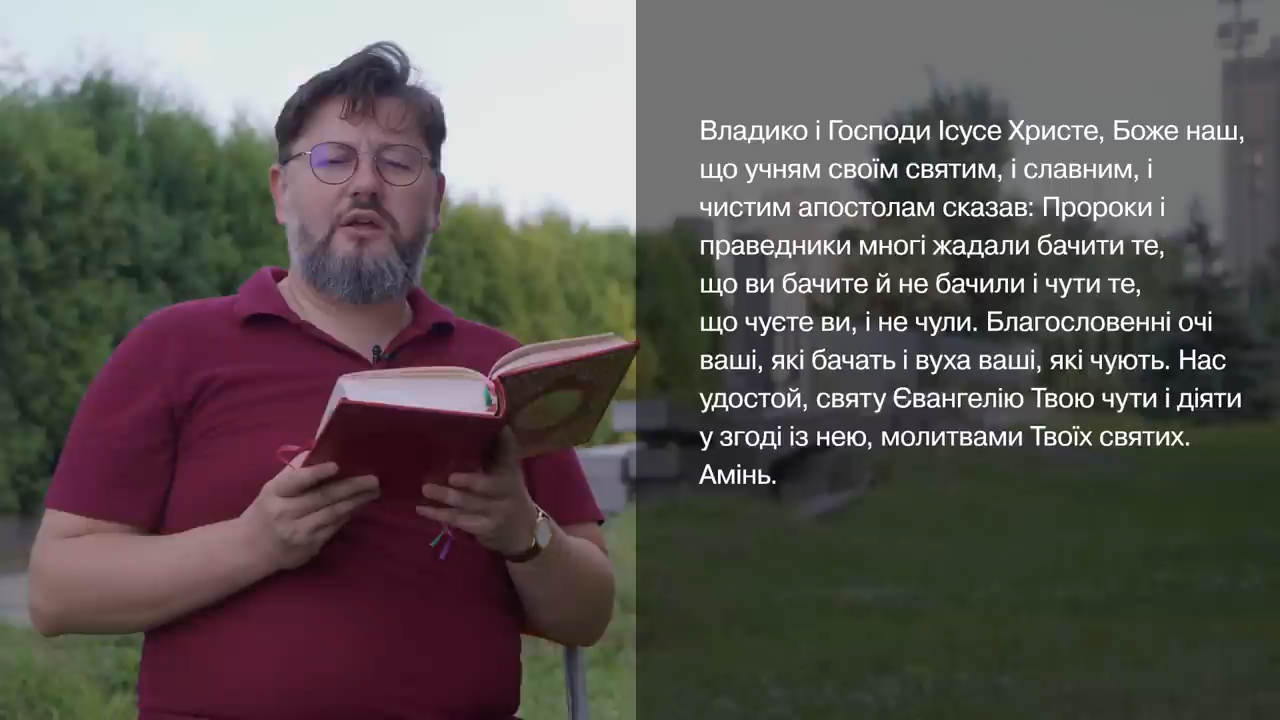 Владико і Господи Ісусе Христе, Боже наш,
що учням своїм святим, і славним, і
чистим апостолам сказав: Пророки і
праведники многі жадали бачити те,
що ви бачите й не бачили і чути те,
що чуєте ви, і не чули. Благословенні очі
ваші, які бачать і вуха ваші, які чують. Нас
удостой, святу Євангелію Твою чути і діяти
у згоді із нею, молитвами Твоїх святих.
Амінь.